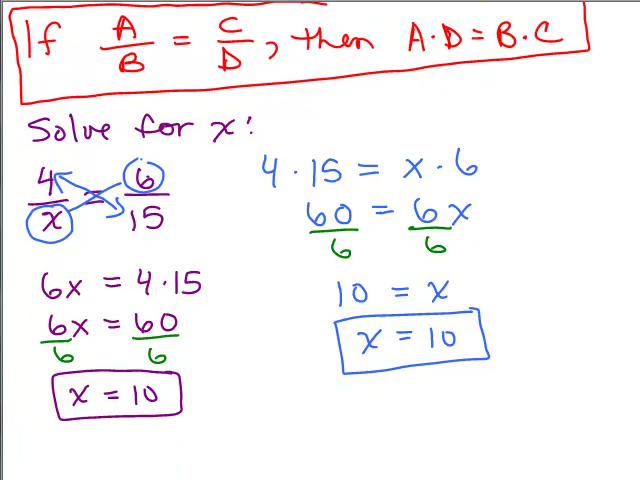 If A/B = C/D, then A·D = B·C
Solve for x:
4/x = 6/15
6x = 4·15
6x/6 = 60/6
x = 10
4·15 = x·6
60/6 = 6x/6
10 = x
x = 10